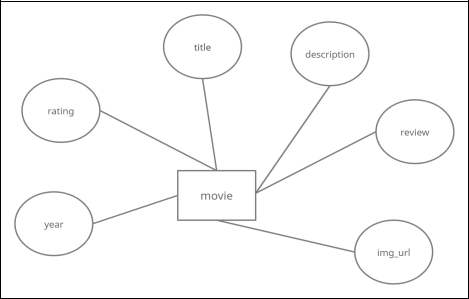 title
description
rating
review
movie
year
img_url